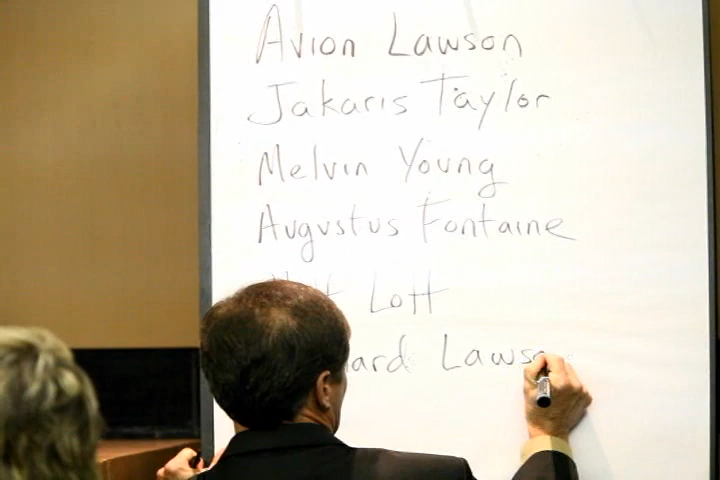 Avion Lawson
Jakaris Taylor
Melvin Young
Augustus Fontaine
Lott